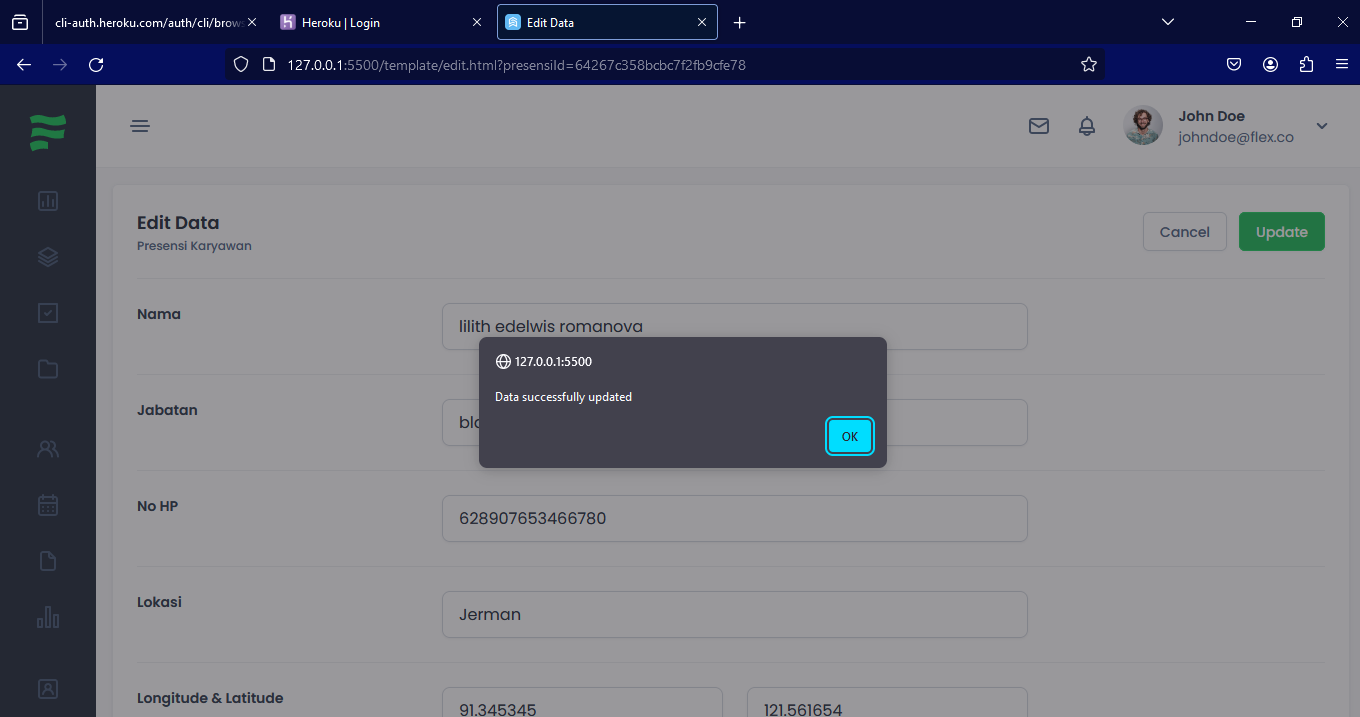 cli-auth.heroku.com/auth/cli/brow
Heroku | Login
Edit Data
127.0.0.1:5500/template/edit.html?presensiId=64267c358bcbc7f2fb9cfe78
John Doe
johndoe@flex.co
Edit Data
Presensi Karyawan
Cancel
Update
Nama
lilith edelwis romanova
127.0.0.1:5500
Data successfully updated
OK
Jabatan
No HP
628907653466780
Lokasi
Jerman
Longitude & Latitude
91.345345
121.561654